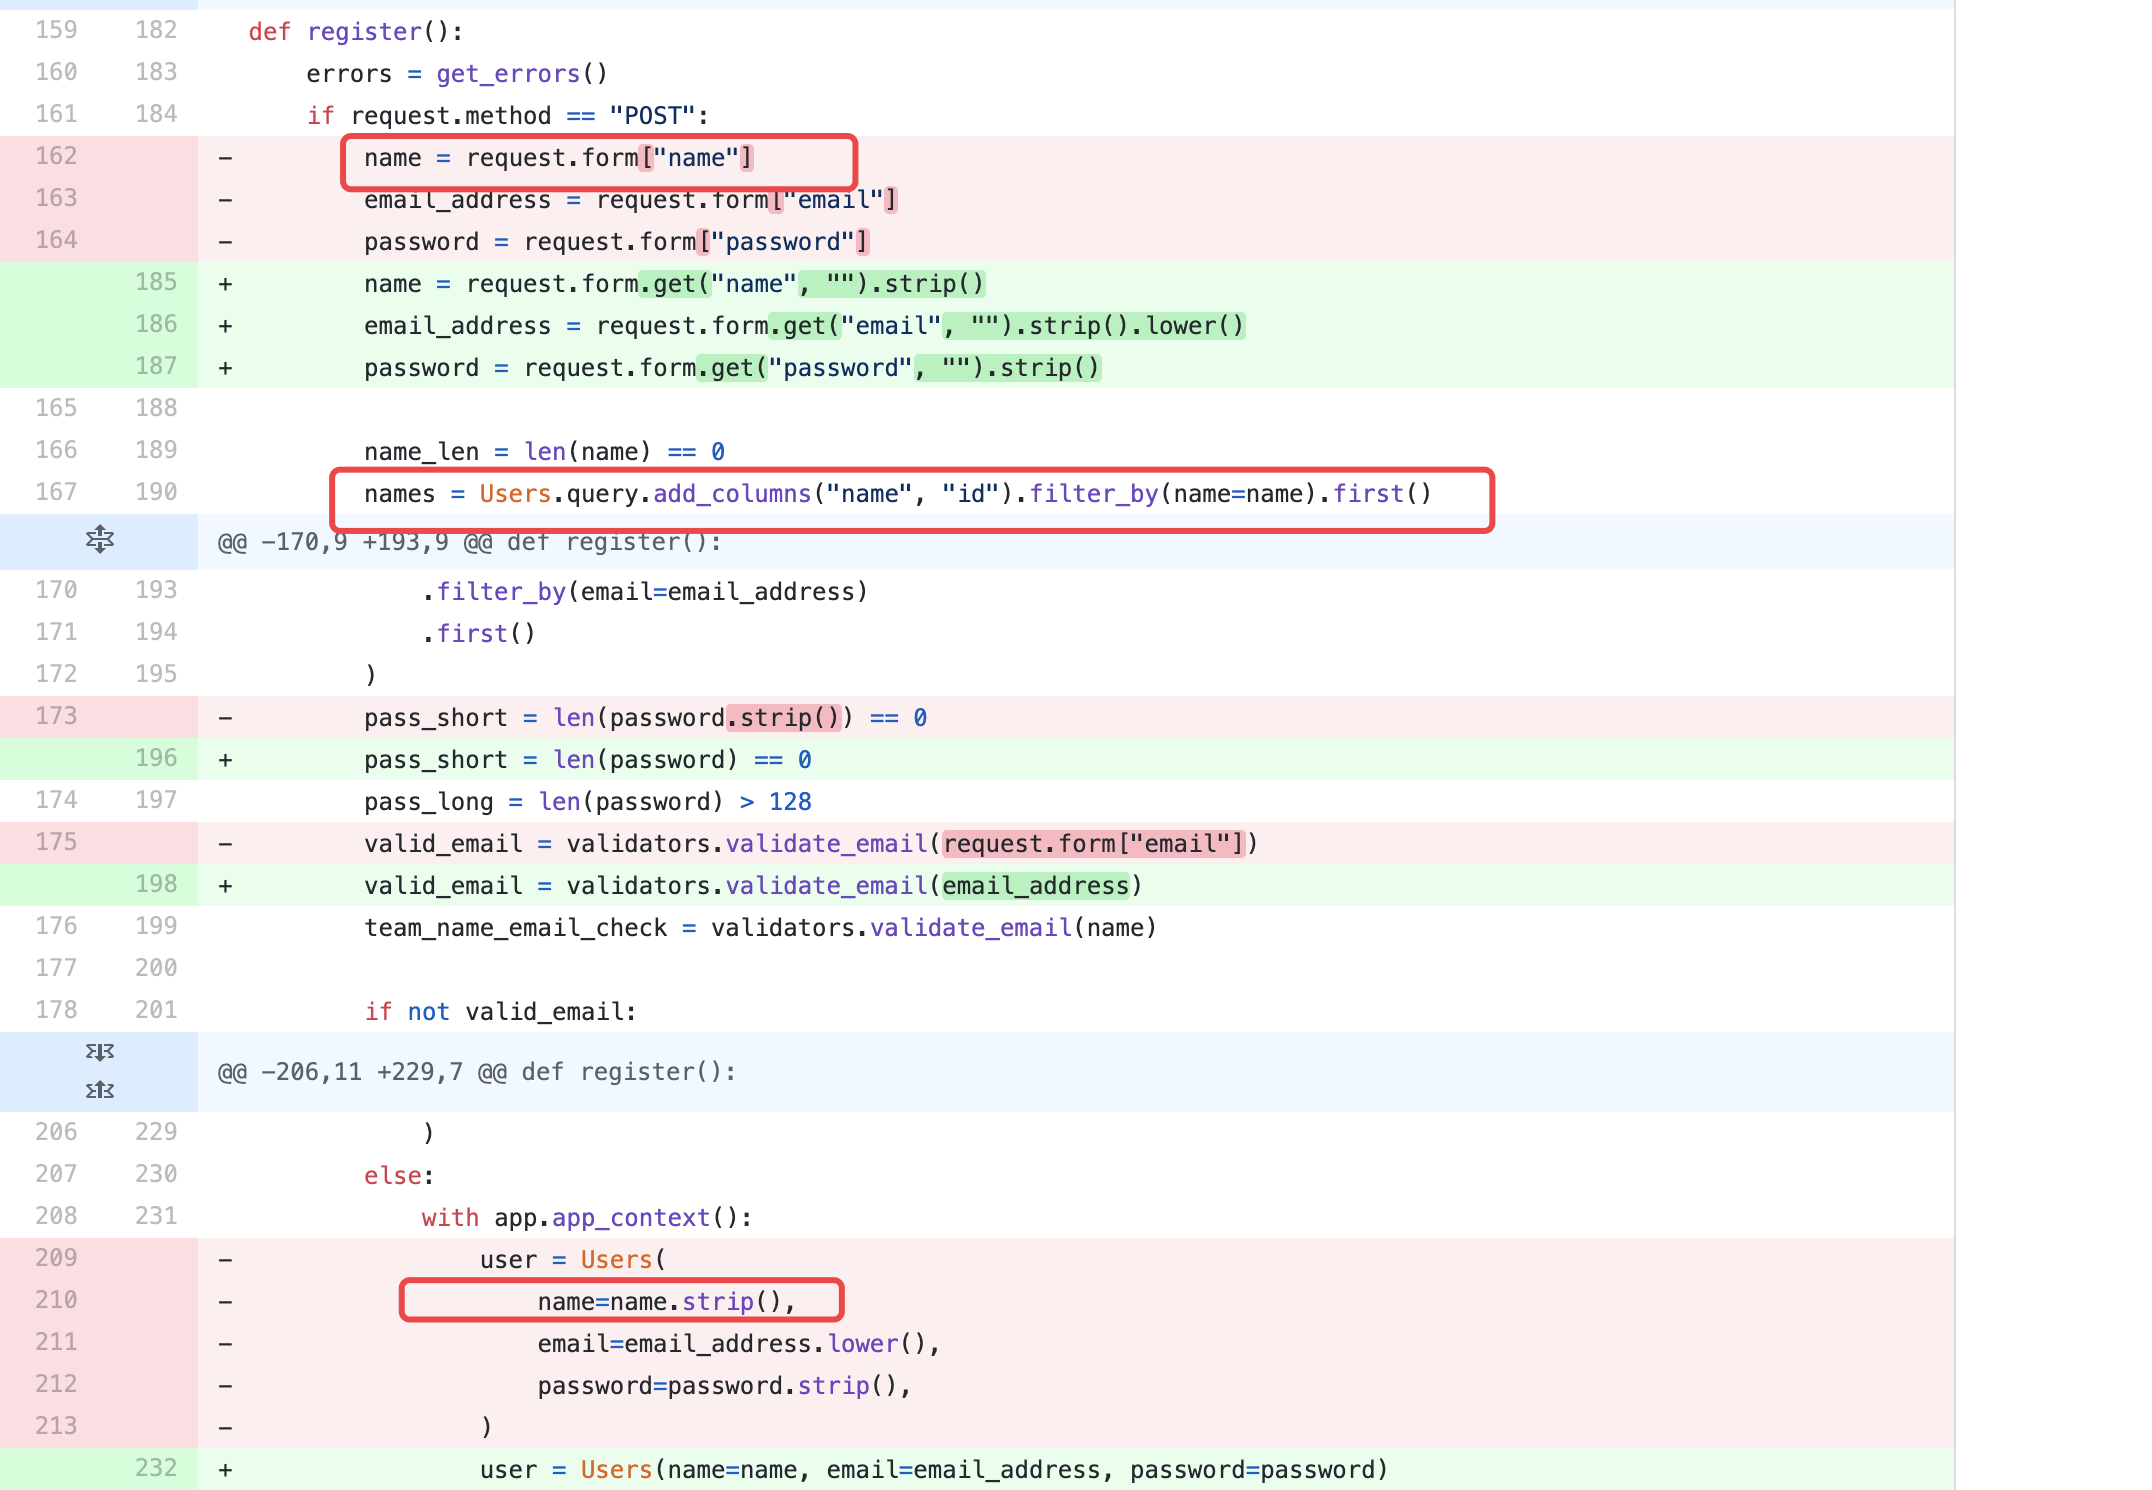 159 182 def register():
160 183     errors = get_errors()
161 184     if request.method == "POST":
162 -         name = request.form["name"]
163 -         email_address = request.form["email"]
164 -         password = request.form["password"]
185 +         name = request.form.get("name", "").strip()
186 +         email_address = request.form.get("email", "").strip().lower()
187 +         password = request.form.get("password", "").strip()
165 188
166 189         name_len = len(name) == 0
167 190         names = Users.query.add_columns("name", "id").filter_by(name=name).first()
@@ -170,9 +193,9 @@ def register():
170 193             .filter_by(email=email_address)
171 194             .first()
172 195         )
173 -         pass_short = len(password.strip()) == 0
196 +         pass_short = len(password) == 0
174 197         pass_long = len(password) > 128
175 -         valid_email = validators.validate_email(request.form["email"])
198 +         valid_email = validators.validate_email(email_address)
176 199         team_name_email_check = validators.validate_email(name)
177 200
178 201         if not valid_email:
@@ -206,11 +229,7 @@ def register():
206 229             )
207 230         else:
208 231             with app.app_context():
209 -                 user = Users(
210 -                     name=name.strip(),
211 -                     email=email_address.lower(),
212 -                     password=password.strip(),
213 -                 )
232 +                 user = Users(name=name, email=email_address, password=password)